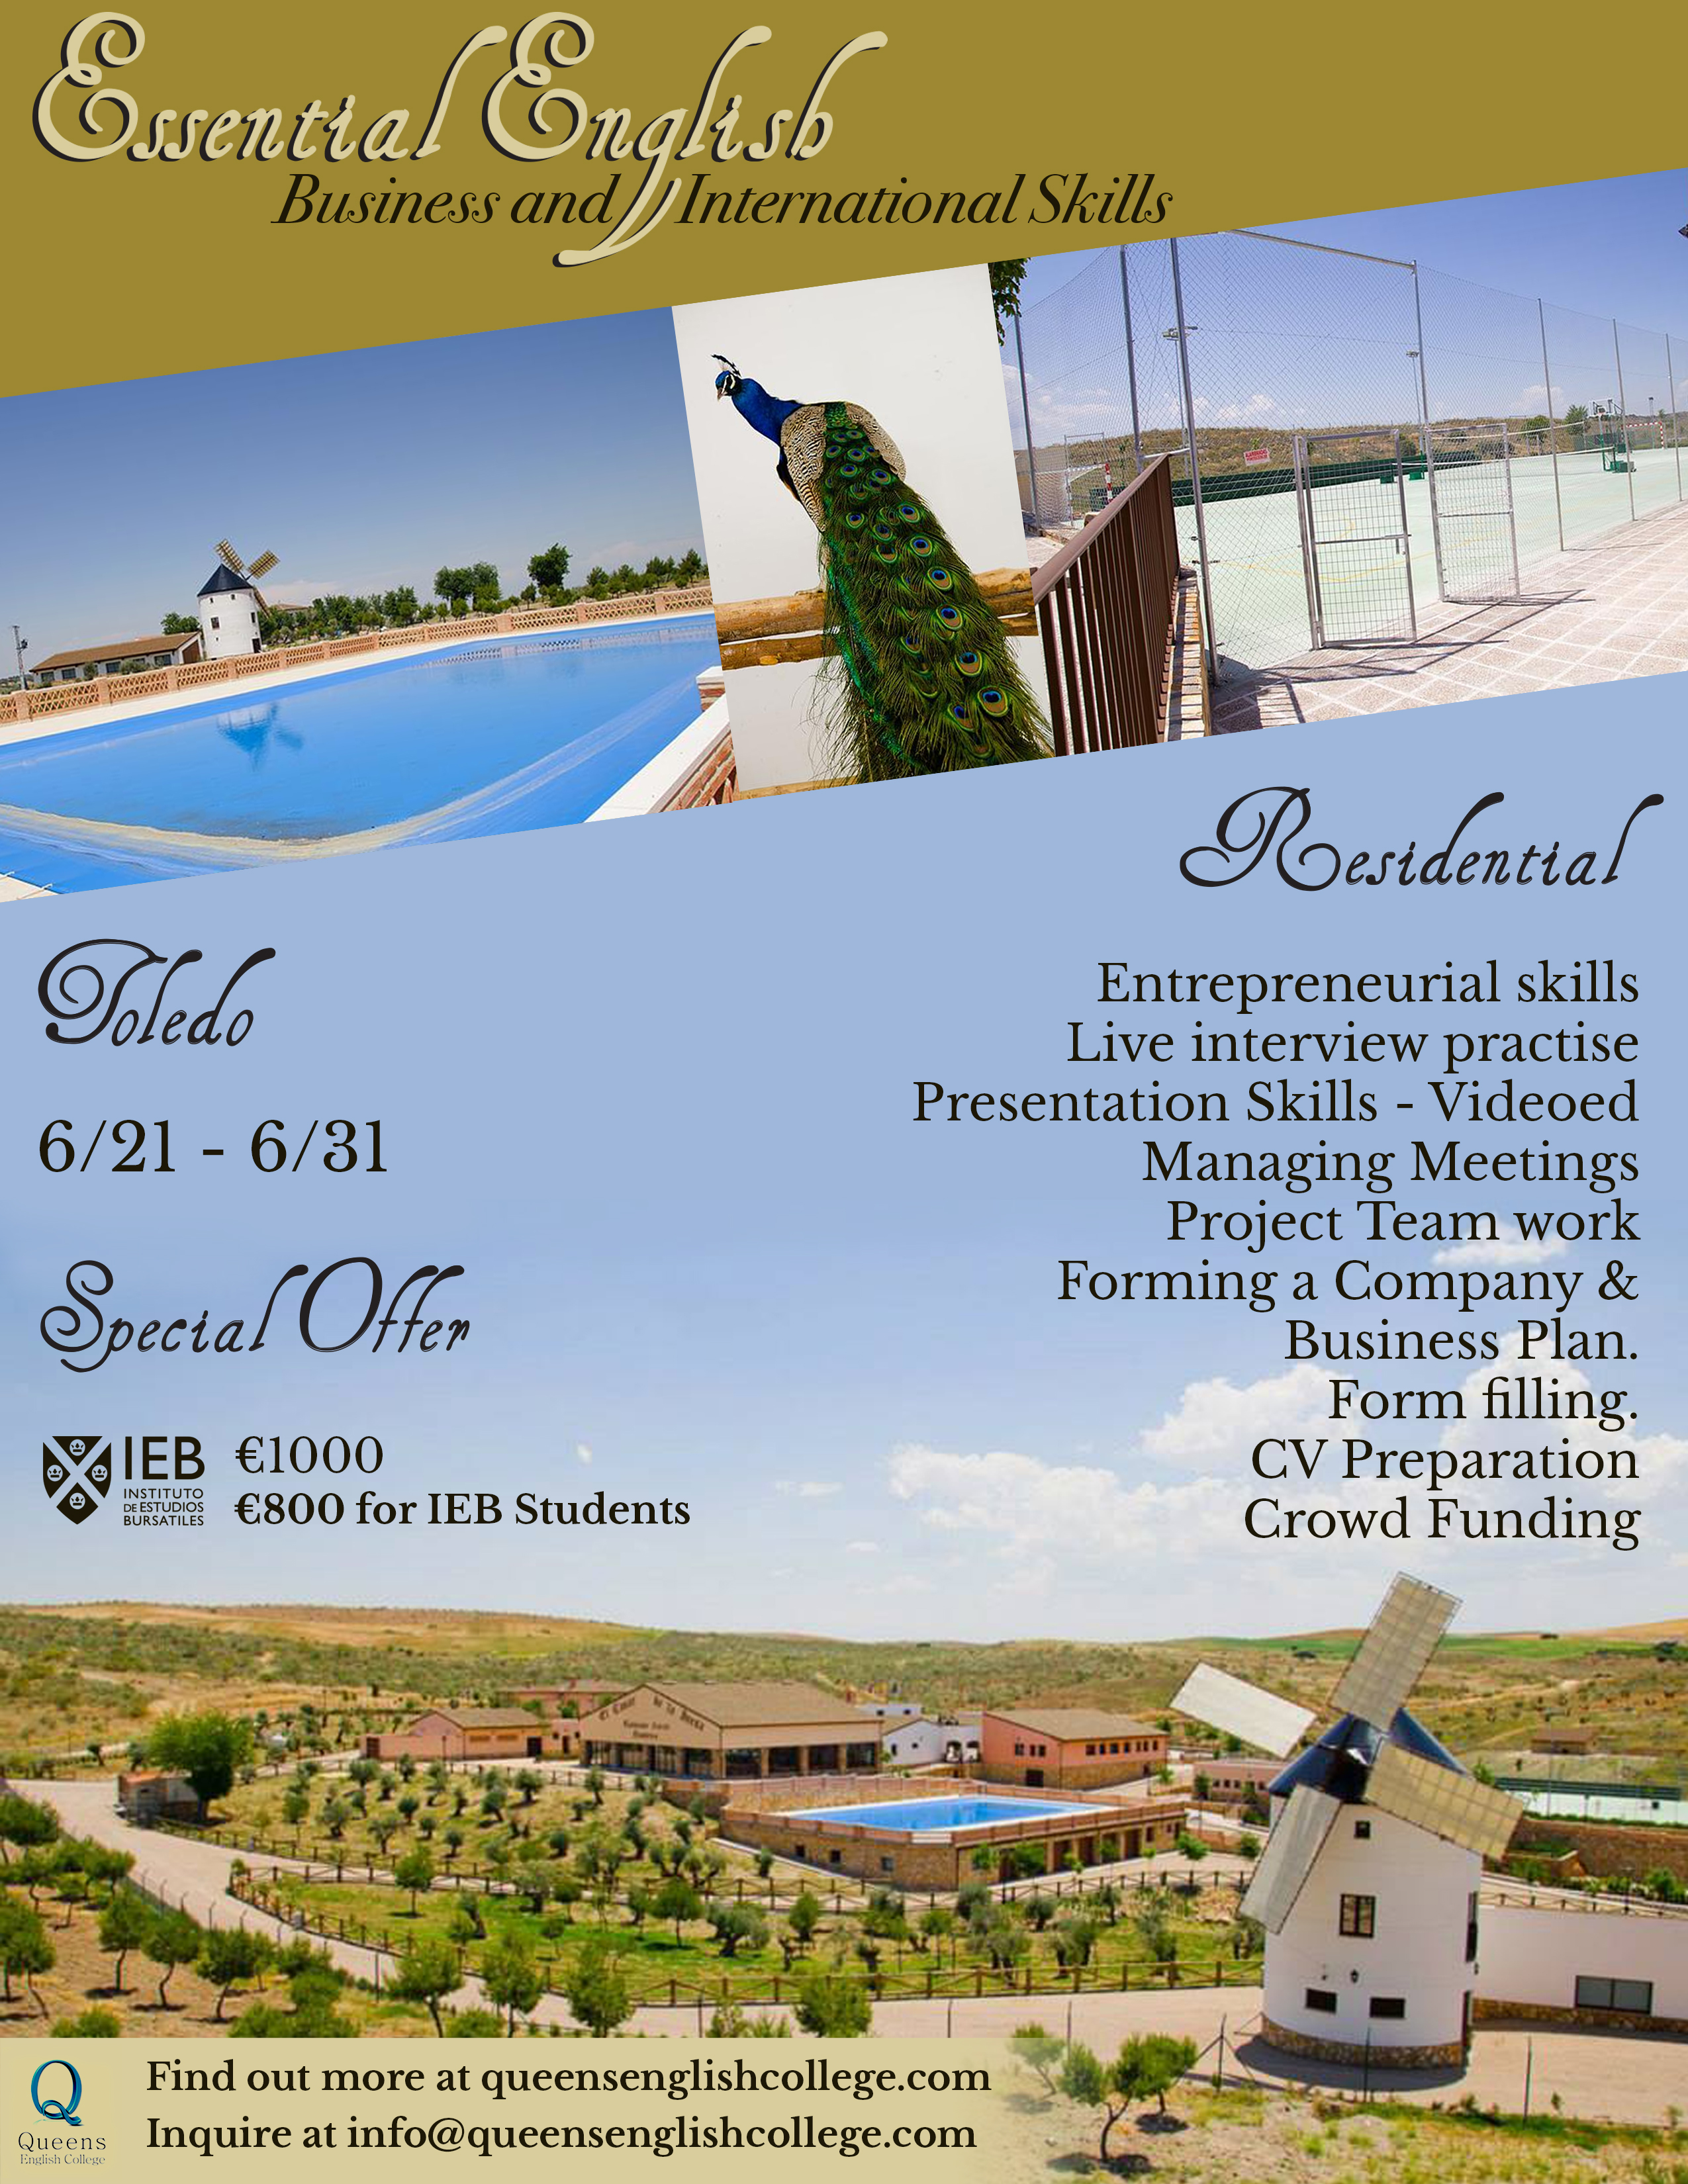 Essential English
Business and International Skills
Residential
Toledo
6/21 - 6/31
Special Offer
IEB
INSTITUTO
DE ESTUDIOS
BURSATILES
€1000
€800 for IEB Students
Entrepreneurial skills
Live interview practise
Presentation Skills - Videoed
Managing Meetings
Project Team work
Forming a Company &
Business Plan.
Form filling.
CV Preparation
Crowd Funding
Q
Queens
English College
Find out more at queensenglishcollege.com
Inquire at info@queensenglishcollege.com